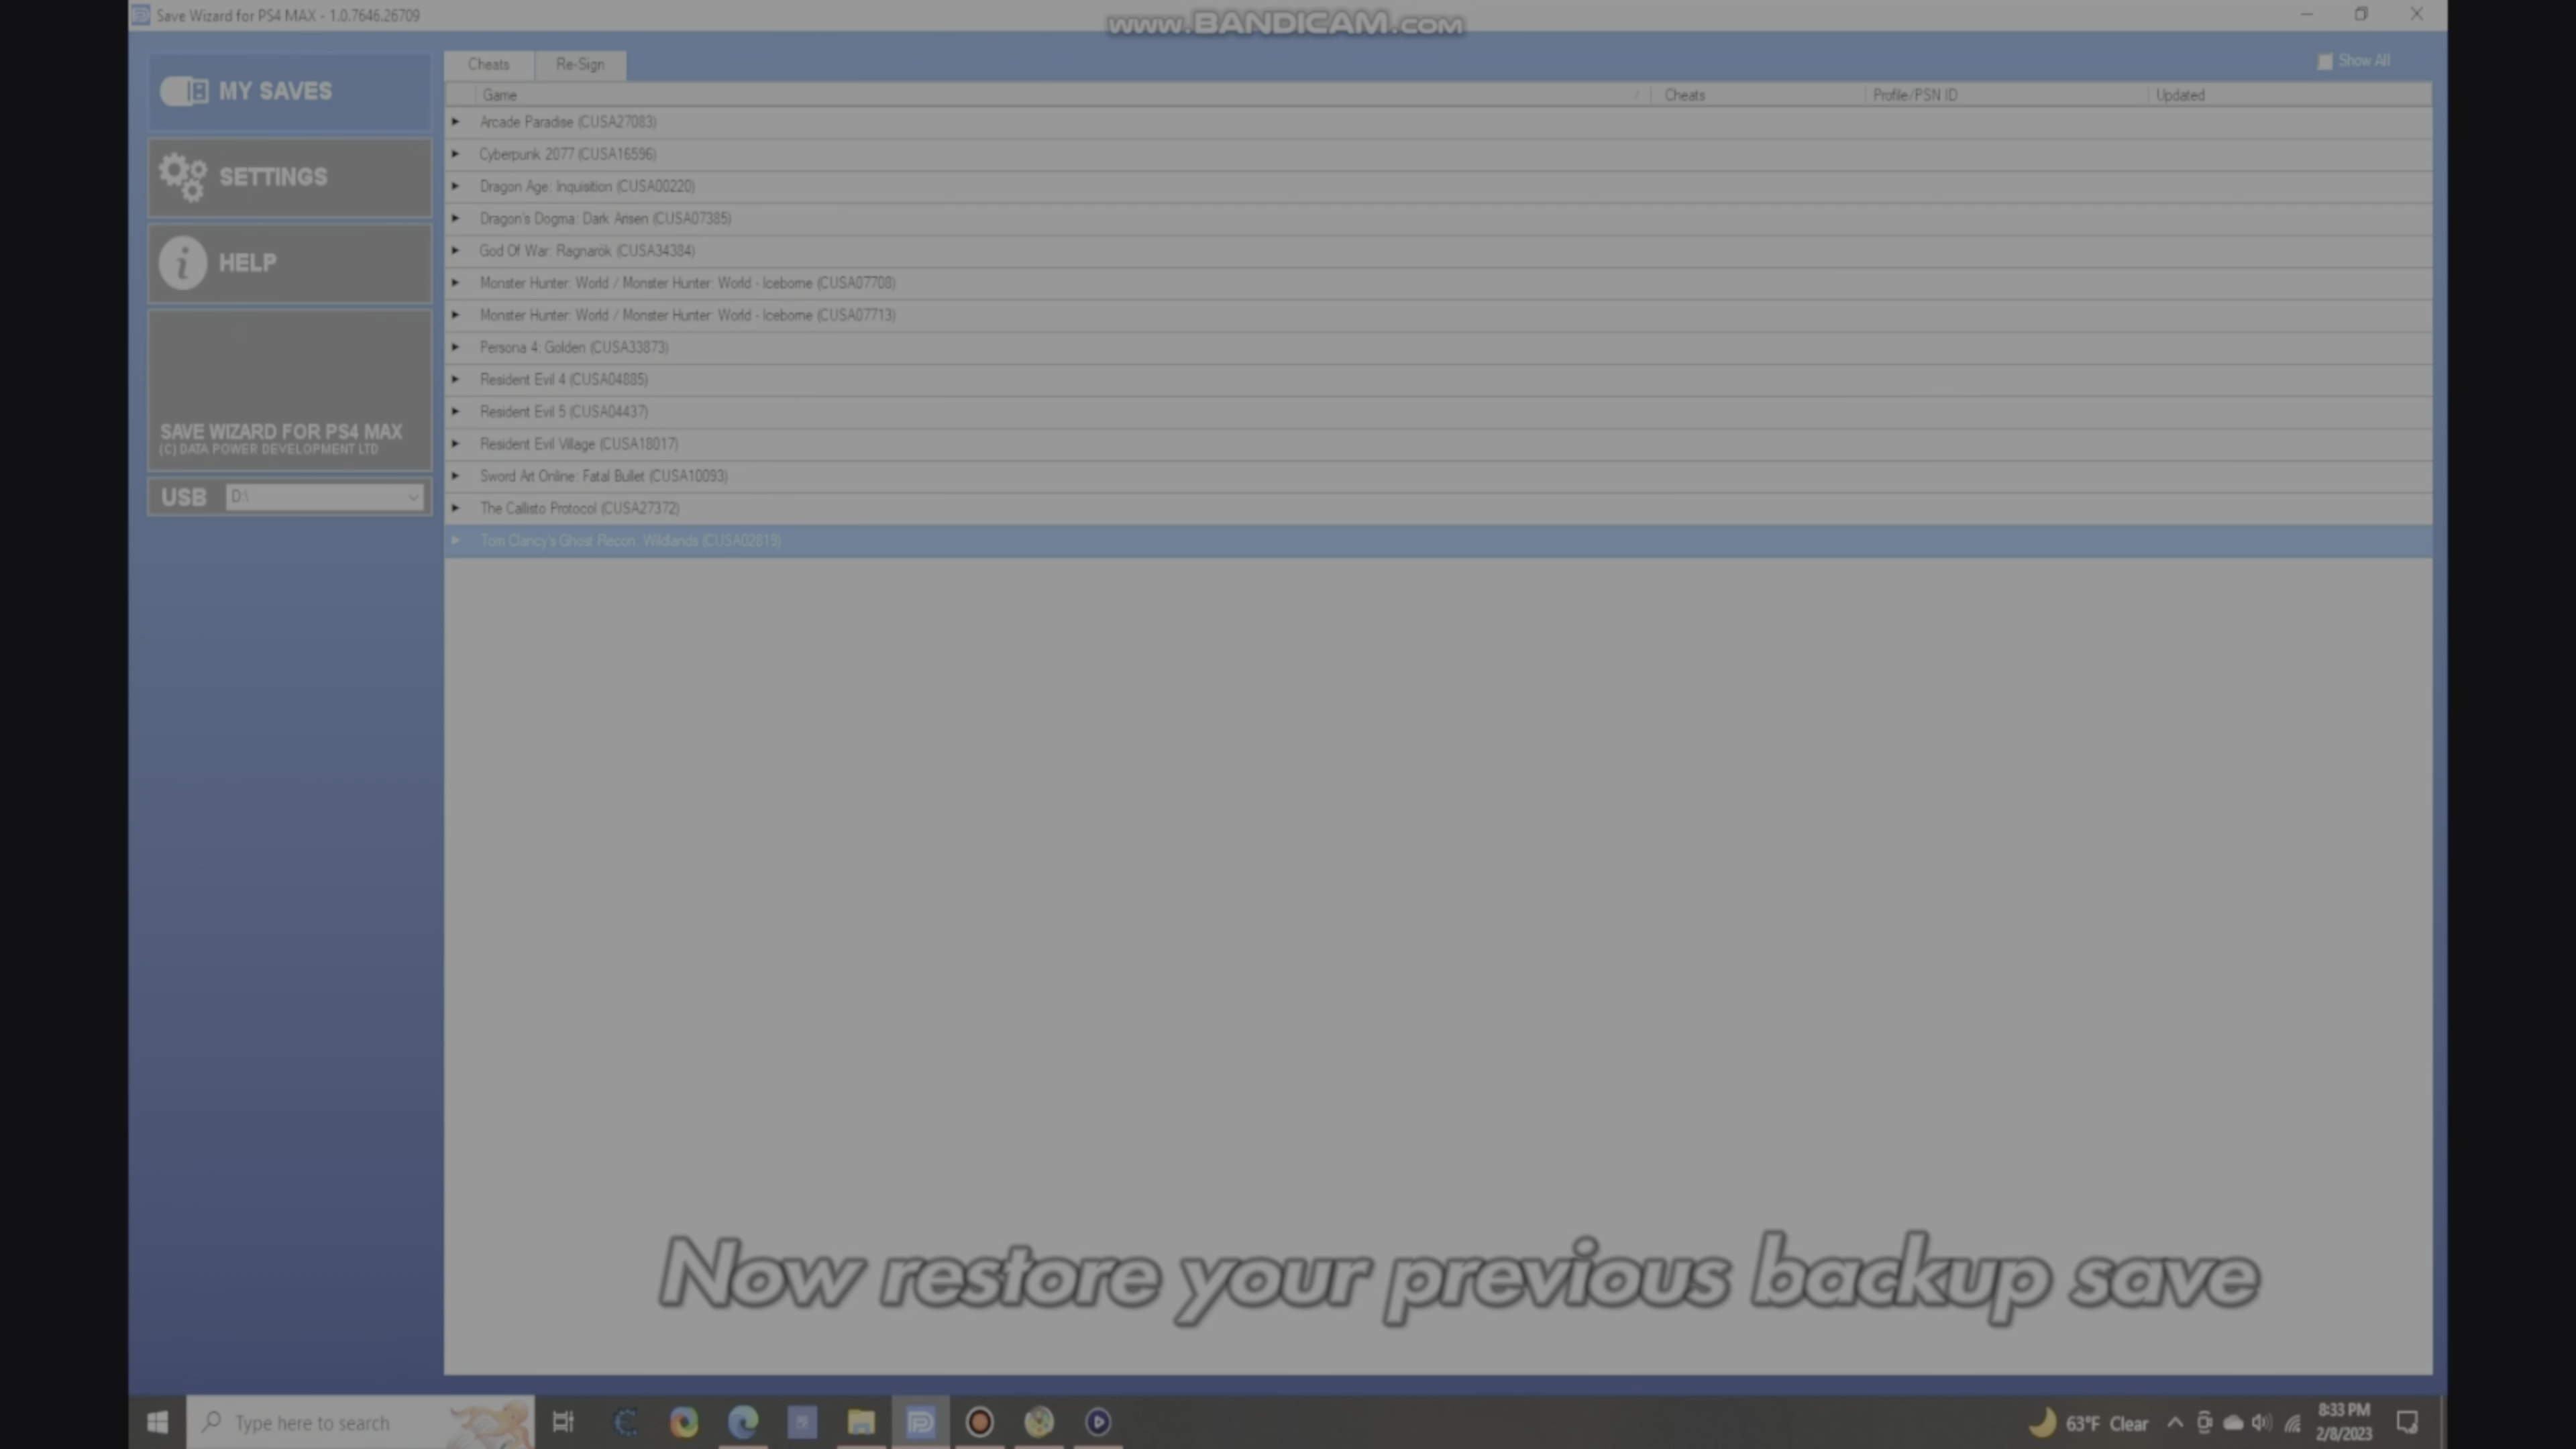 Save Wizard for PS4 MAX - 1.0.7646.26709
www.BANDICAM.com
MY SAVES
SETTINGS
HELP
SAVE WIZARD FOR PS4 MAX
(C) DATA POWER DEVELOPMENT LTD
USB D:\
Cheats Re-Sign
Show All
Game Cheats Profile/PSN ID Updated
Arcade Paradise (CUSA27083)
Cyberpunk 2077 (CUSA16596)
Dragon Age: Inquisition (CUSA00220)
Dragon's Dogma: Dark Arisen (CUSA07385)
God Of War: Ragnarök (CUSA34384)
Monster Hunter: World / Monster Hunter: World - Iceborne (CUSA07708)
Monster Hunter: World / Monster Hunter: World - Iceborne (CUSA07713)
Persona 4: Golden (CUSA33873)
Resident Evil 4 (CUSA04885)
Resident Evil 5 (CUSA04437)
Resident Evil Village (CUSA18017)
Sword Art Online: Fatal Bullet (CUSA10093)
The Callisto Protocol (CUSA27372)
Tom Clancy's Ghost Recon: Wildlands (CUSA02819)
Now restore your previous backup save
Type here to search
63°F Clear
8:33 PM
2/8/2023